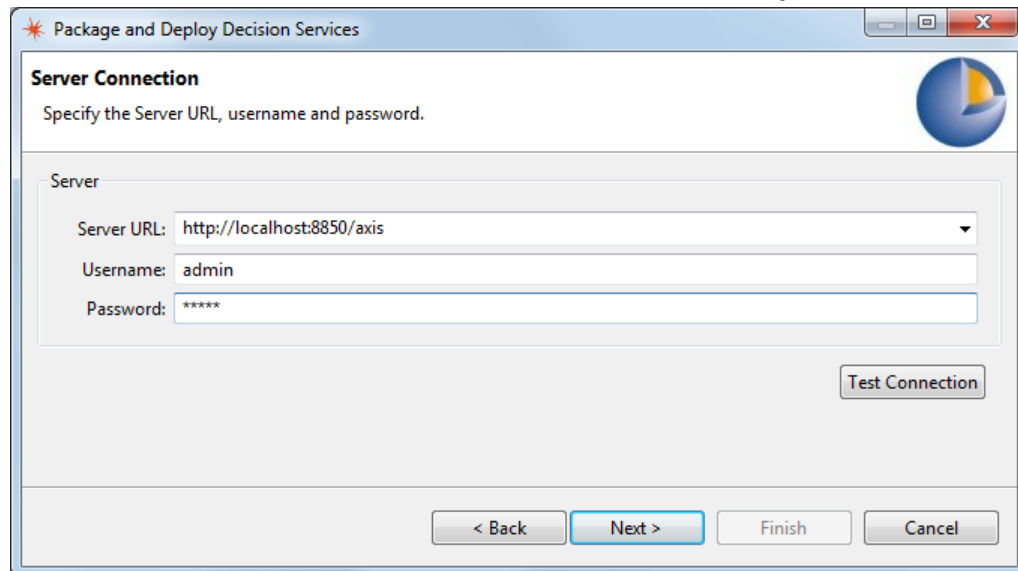 Package and Deploy Decision Services
Server Connection
Specify the Server URL, username and password.
Server
Server URL: http://localhost:8850/axis
Username: admin
Password: *****
Test Connection
< Back Next > Finish Cancel